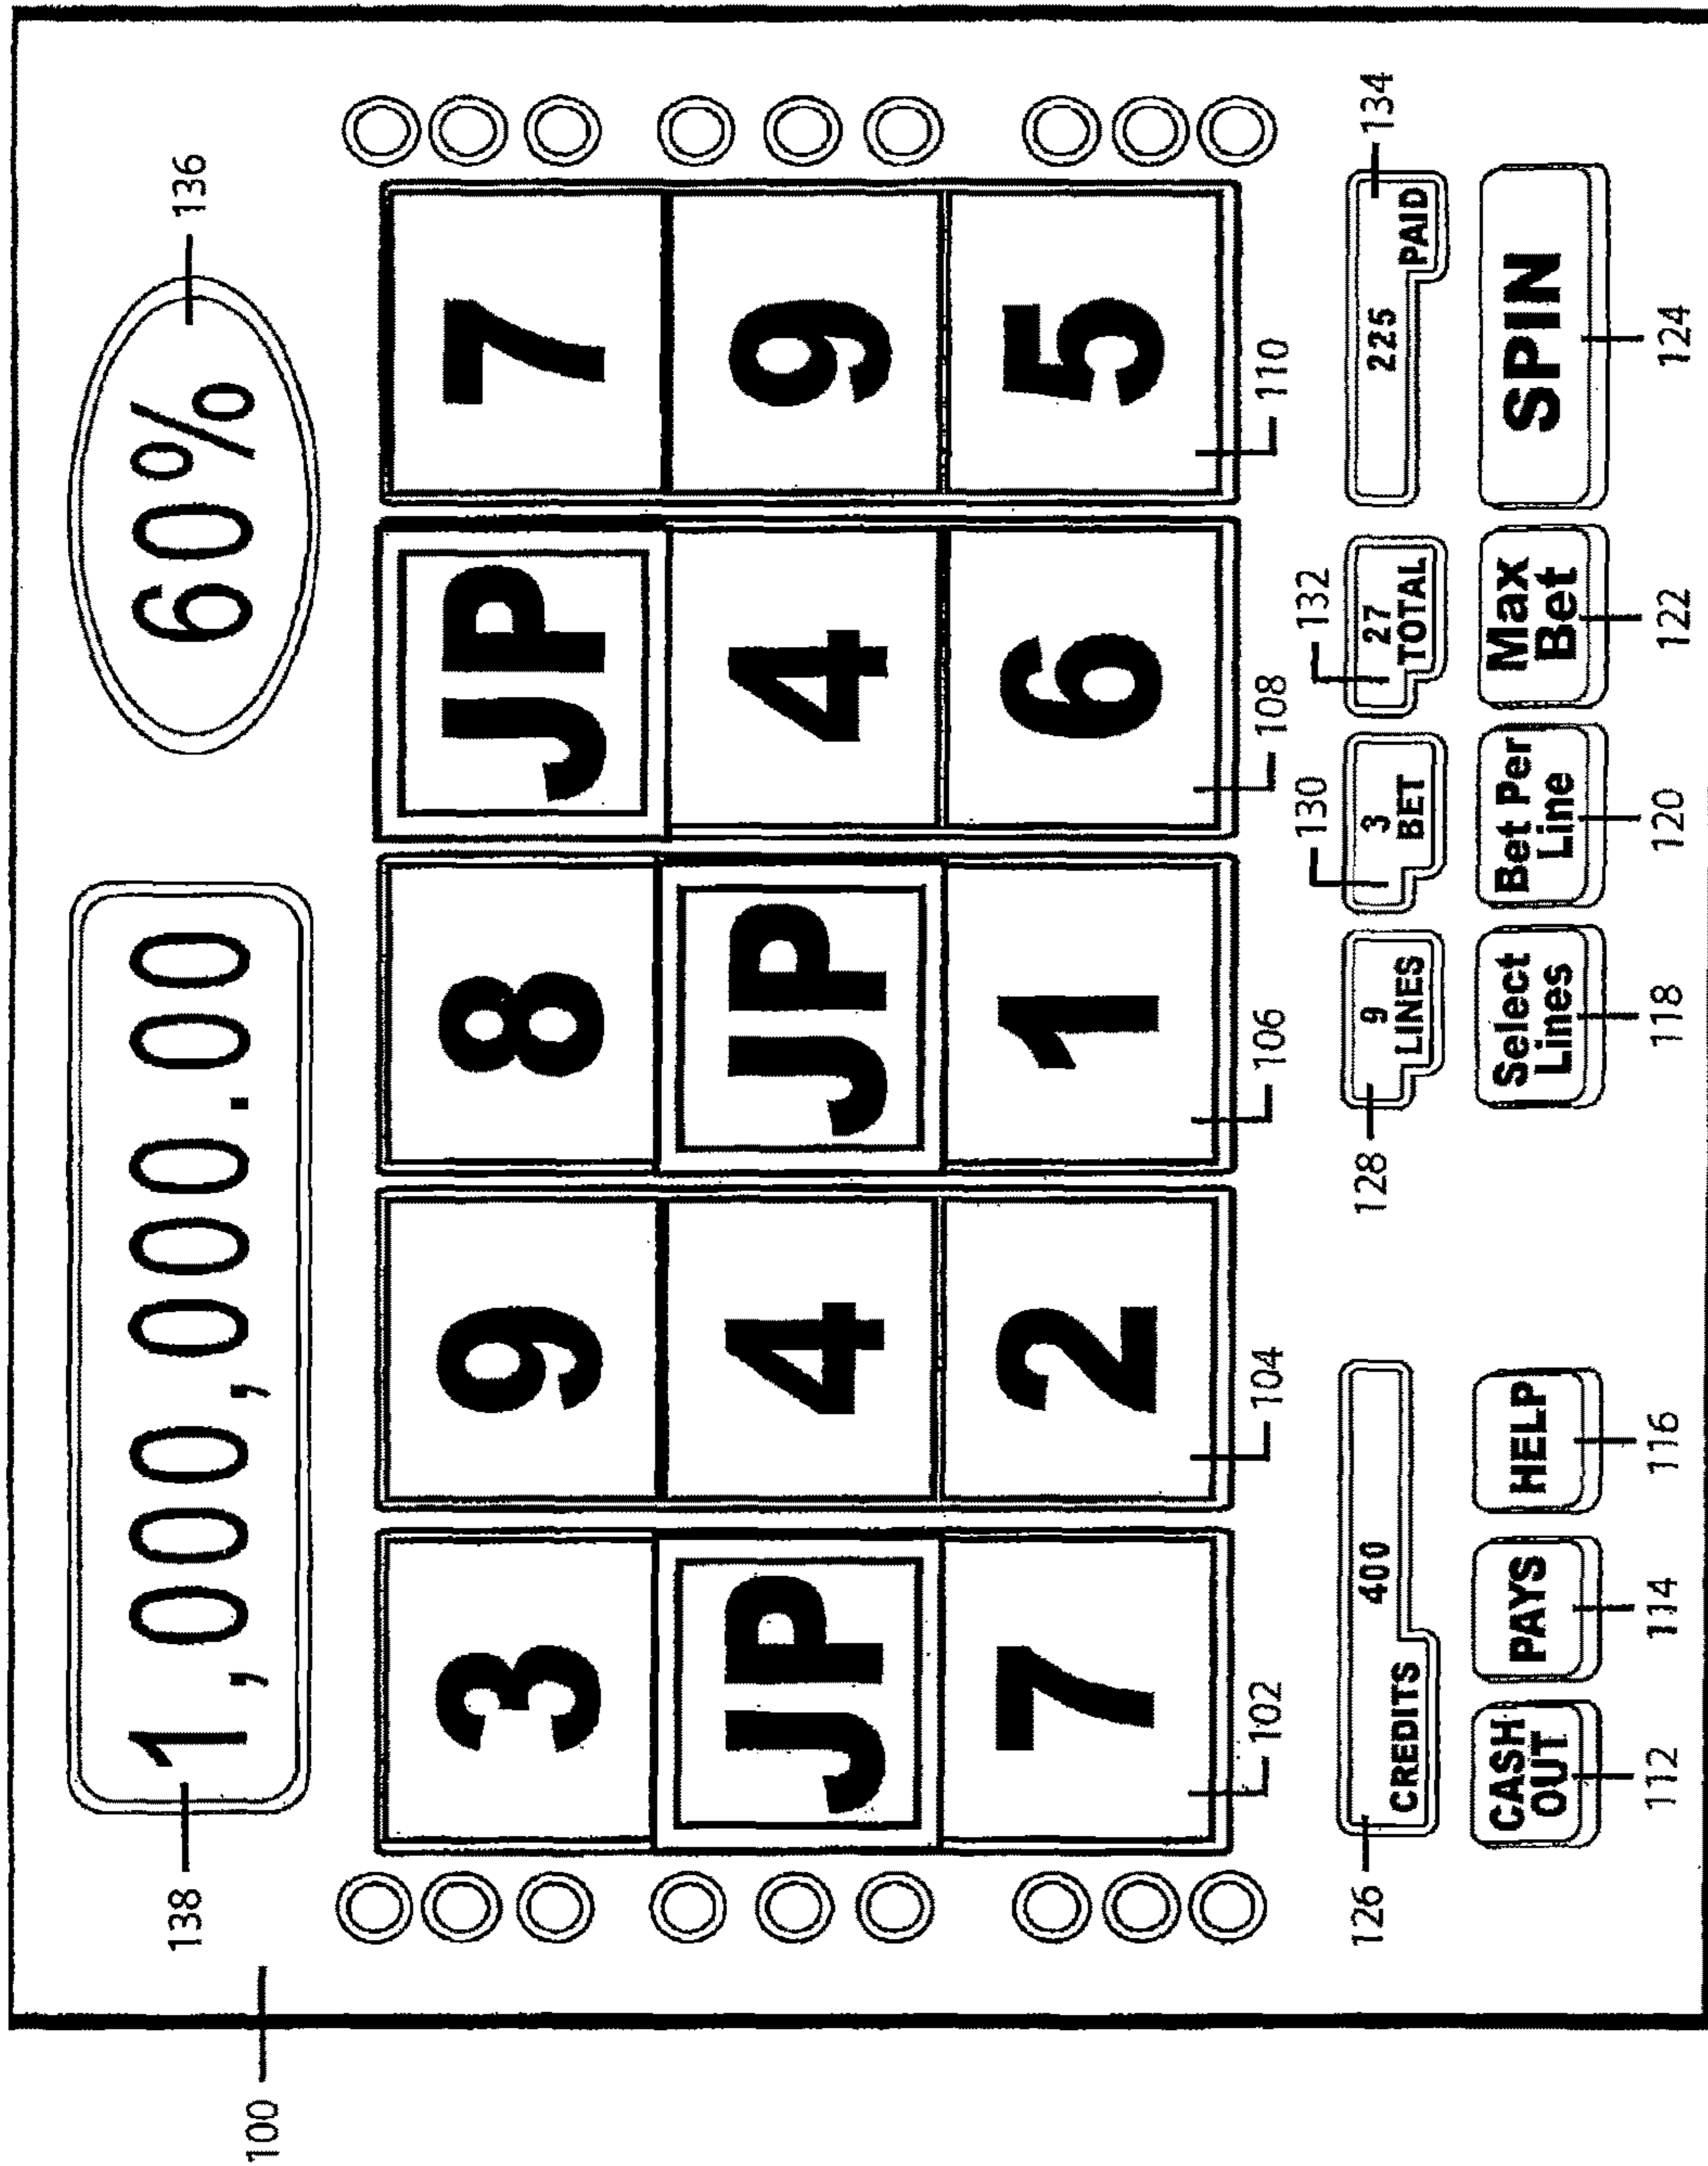 100
138
1,000,000.00
60%
136
3 9 8 JP 7
JP 4 JP 4 9
7 2 1 6 5
102 104 106 108 110
130 132
126 128 134
400 9 3 27 225
CREDITS LINES BET TOTAL PAID
CASH
OUT
PAYS
HELP
Select
Lines
Bet Per
Line
Max
Bet
SPIN
112 114 116 118 120 122 124